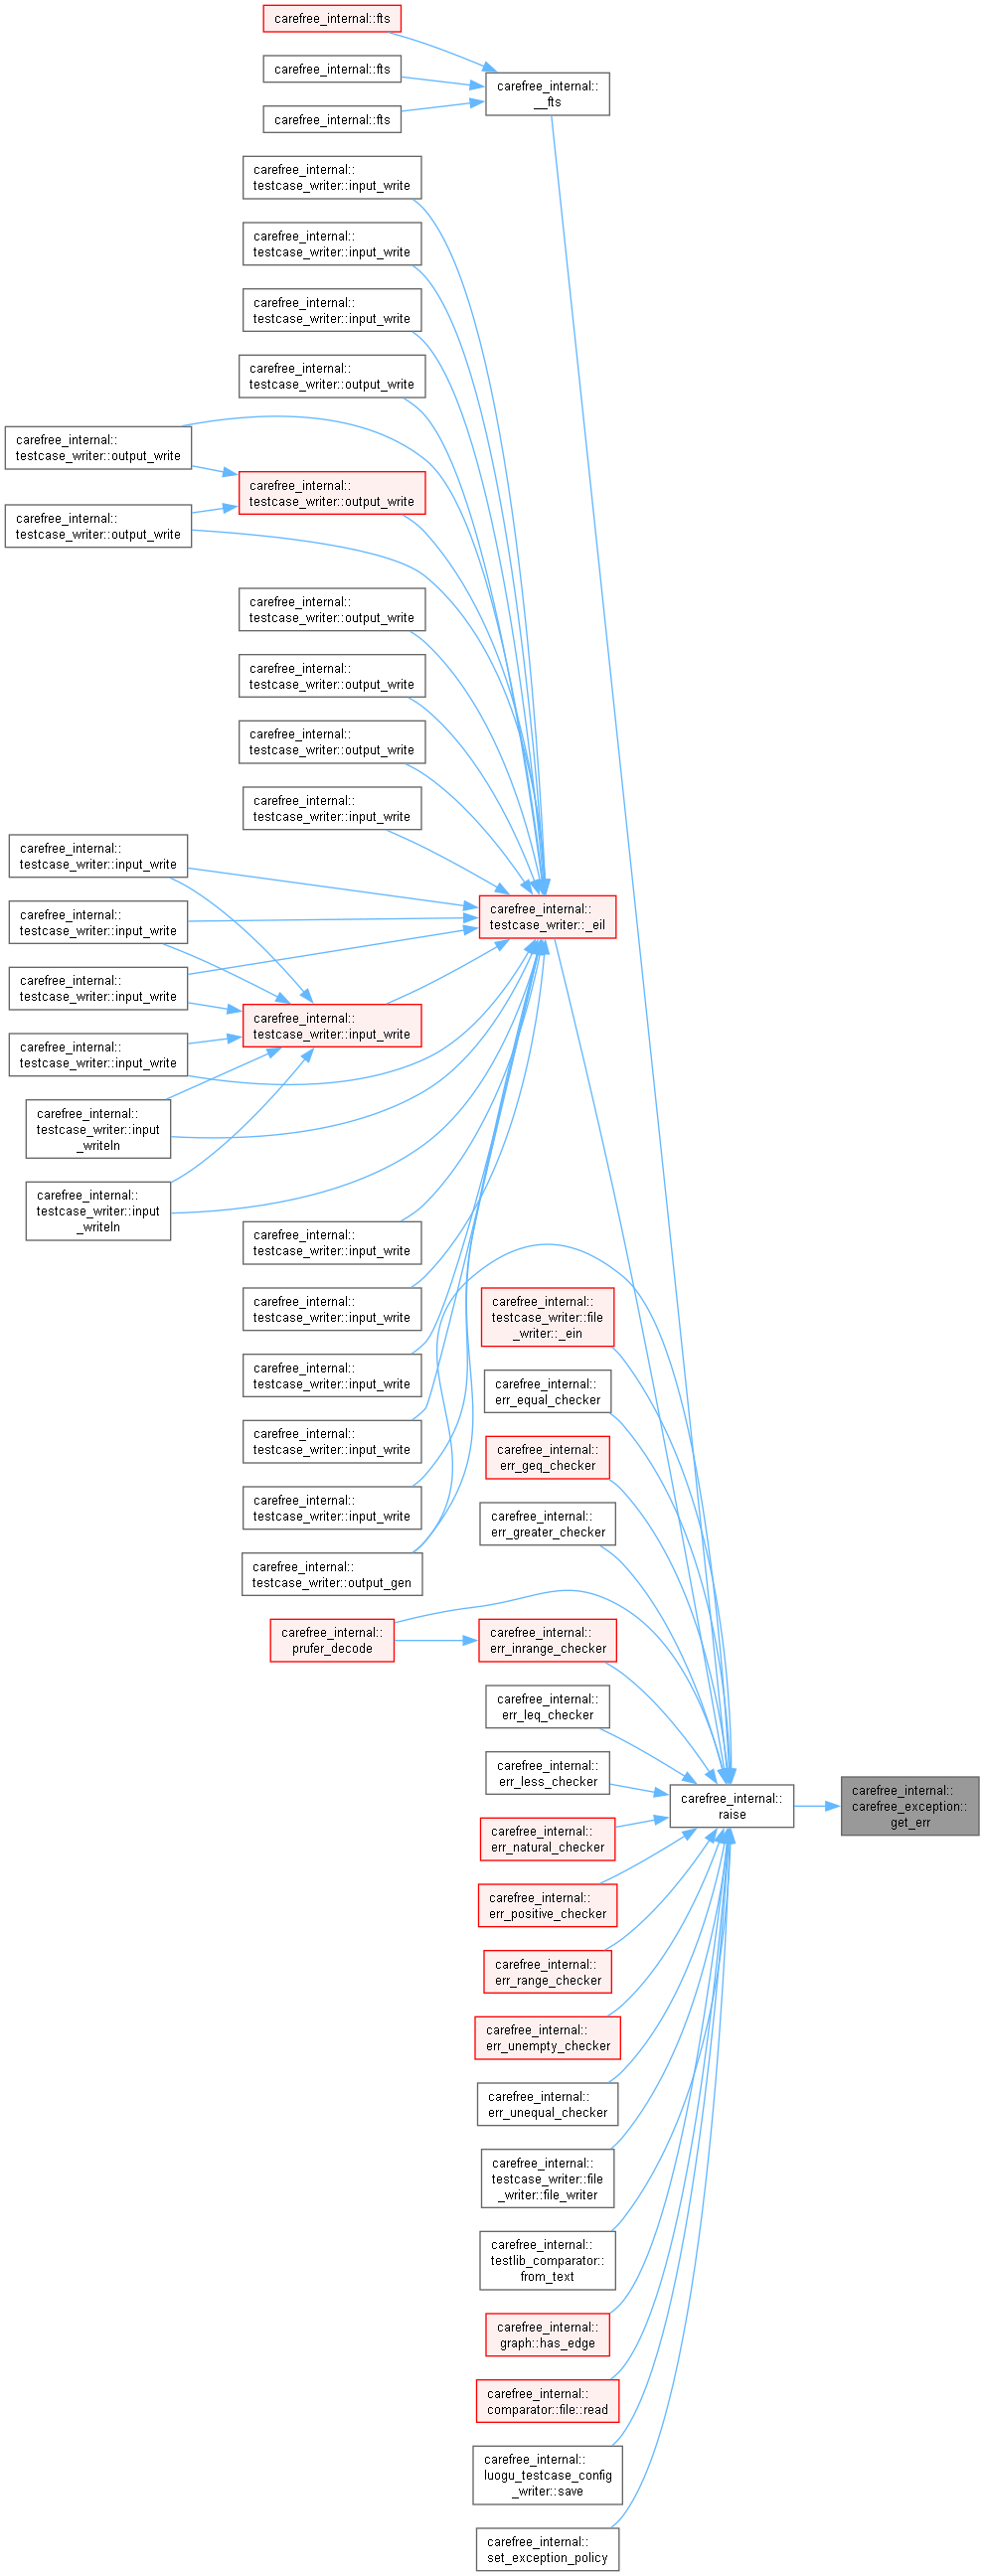 carefree_internal::fts
carefree_internal::fts
carefree_internal::
__fts
carefree_internal::fts
carefree_internal::
testcase_writer::input_write
carefree_internal::
testcase_writer::input_write
carefree_internal::
testcase_writer::input_write
carefree_internal::
testcase_writer::output_write
carefree_internal::
testcase_writer::output_write
carefree_internal::
testcase_writer::output_write
carefree_internal::
testcase_writer::output_write
carefree_internal::
testcase_writer::output_write
carefree_internal::
testcase_writer::output_write
carefree_internal::
testcase_writer::output_write
carefree_internal::
testcase_writer::input_write
carefree_internal::
testcase_writer::input_write
carefree_internal::
testcase_writer::input_write
carefree_internal::
testcase_writer::_eil
carefree_internal::
testcase_writer::input_write
carefree_internal::
testcase_writer::input_write
carefree_internal::
testcase_writer::input_write
carefree_internal::
testcase_writer::input
_writeln
carefree_internal::
testcase_writer::input
_writeln
carefree_internal::
testcase_writer::input_write
carefree_internal::
testcase_writer::input_write
carefree_internal::
testcase_writer::file
_writer::_ein
carefree_internal::
testcase_writer::input_write
carefree_internal::
err_equal_checker
carefree_internal::
testcase_writer::input_write
carefree_internal::
err_geq_checker
carefree_internal::
testcase_writer::input_write
carefree_internal::
err_greater_checker
carefree_internal::
testcase_writer::output_gen
carefree_internal::
prufer_decode
carefree_internal::
err_inrange_checker
carefree_internal::
err_leq_checker
carefree_internal::
err_less_checker
carefree_internal::
raise
carefree_internal::
carefree_exception::
get_err
carefree_internal::
err_natural_checker
carefree_internal::
err_positive_checker
carefree_internal::
err_range_checker
carefree_internal::
err_unempty_checker
carefree_internal::
err_unequal_checker
carefree_internal::
testcase_writer::file
_writer::file_writer
carefree_internal::
testlib_comparator::
from_text
carefree_internal::
graph::has_edge
carefree_internal::
comparator::file::read
carefree_internal::
luogu_testcase_config
_writer::save
carefree_internal::
set_exception_policy